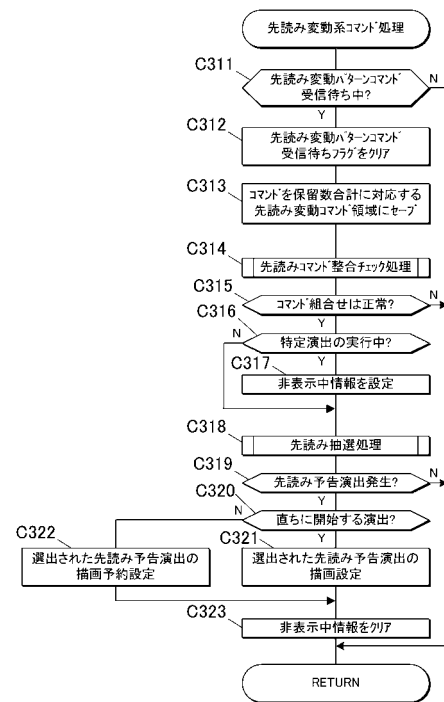 先読み変動系コマンド処理
C311
先読み変動パターンコマンド
受信待ち中?
N
Y
C312
先読み変動パターンコマンド
受信待ちフラグをクリア
C313
コマンドを保留数合計に対応する
先読み変動コマンド領域にセーブ
C314
先読みコマンド整合チェック処理
C315
コマンド組合せは正常?
N
Y
C316
特定演出の実行中?
N
Y
C317
非表示中情報を設定
C318
先読み抽選処理
C319
先読み予告演出発生?
N
Y
C320
直ちに開始する演出?
N
Y
C322
選出された先読み予告演出の
描画予約設定
C321
選出された先読み予告演出の
描画設定
C323
非表示中情報をクリア
RETURN